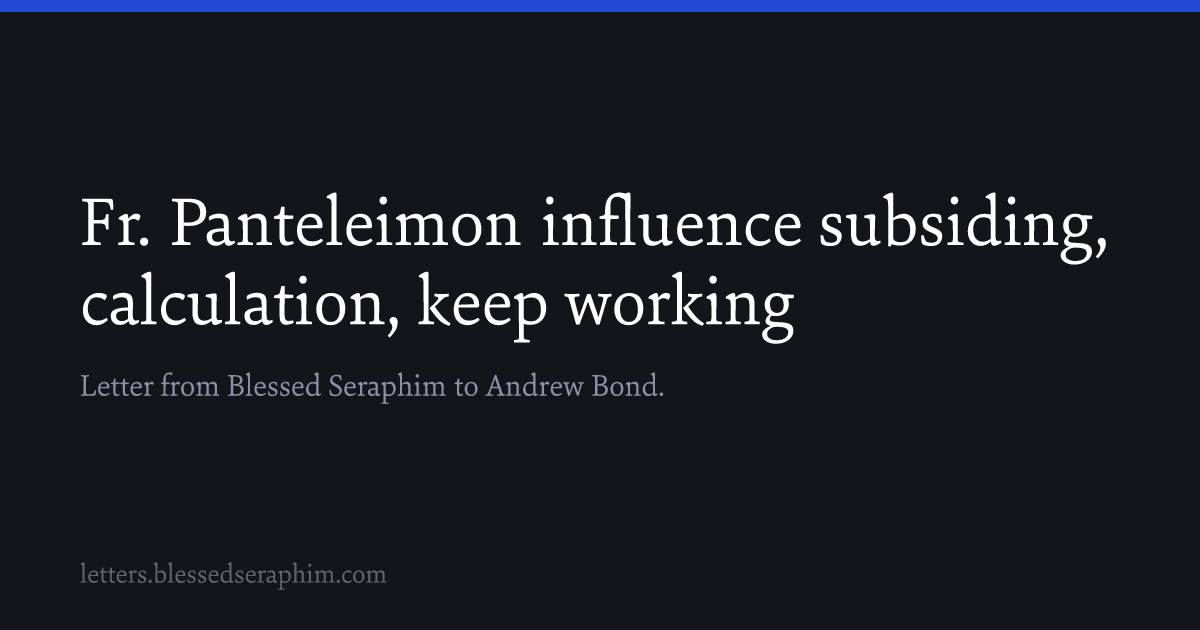 Fr. Panteleimon influence subsiding,
calculation, keep working
Letter from Blessed Seraphim to Andrew Bond.
letters.blessedseraphim.com